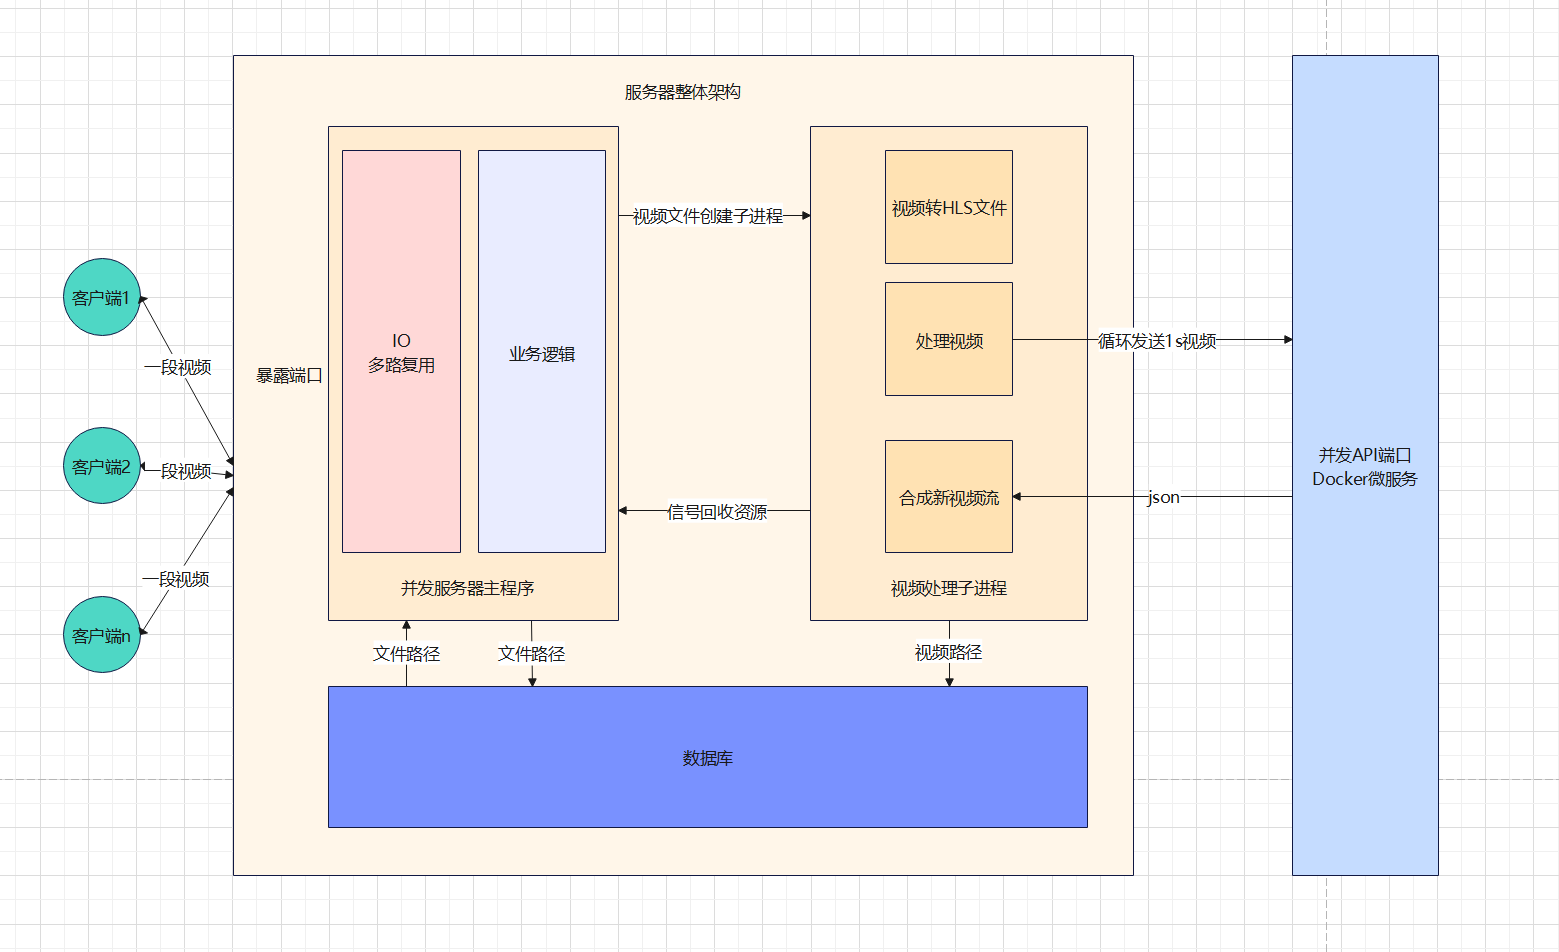 服务器整体架构
客户端1
客户端2
客户端n
一段视频
一段视频
一段视频
暴露端口
IO
多路复用
业务逻辑
并发服务器主程序
视频文件创建子进程
信号回收资源
视频转HLS文件
处理视频
合成新视频流
视频处理子进程
循环发送1s视频
json
并发API端口
Docker微服务
文件路径
文件路径
视频路径
数据库